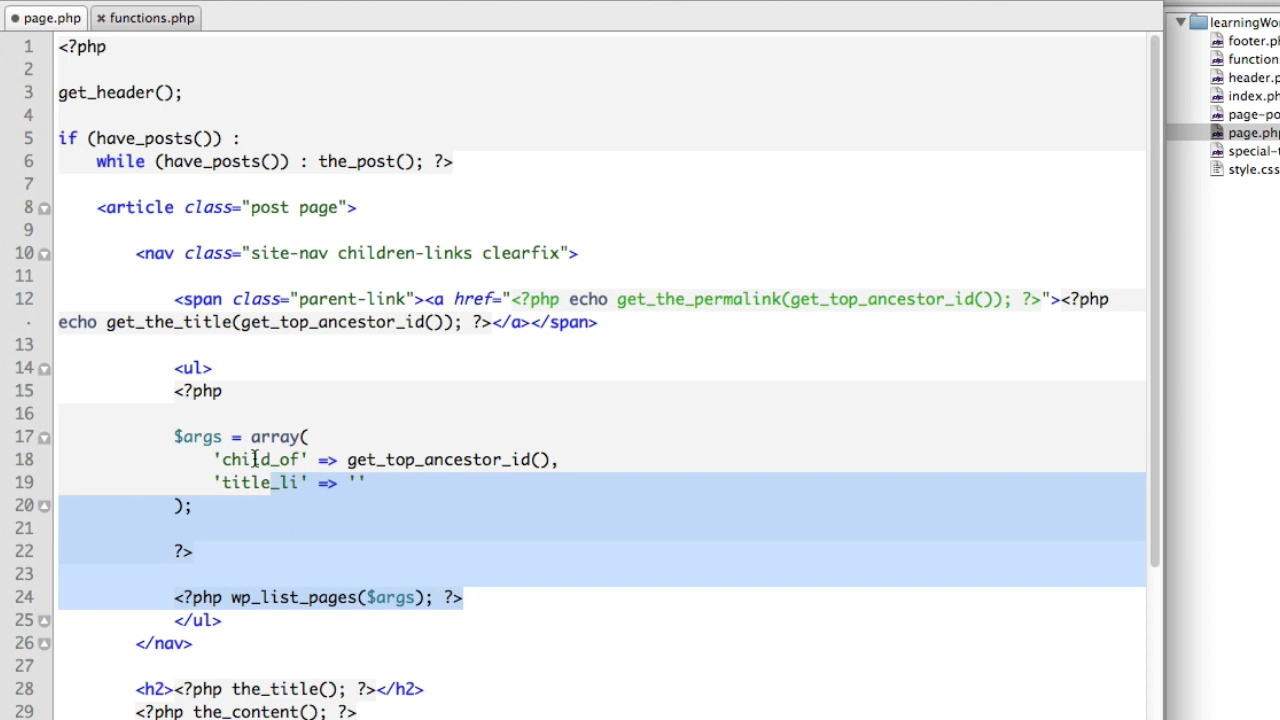 page.php
functions.php
1 <?php
2
3 get_header();
4
5 if (have_posts()) :
6 while (have_posts()) : the_post(); ?>
7
8 <article class="post page">
9
10 <nav class="site-nav children-links clearfix">
11
12 <span class="parent-link"><a href="<?php echo get_the_permalink(get_top_ancestor_id()); ?>"><?php
. echo get_the_title(get_top_ancestor_id()); ?></a></span>
13
14 <ul>
15 <?php
16
17 $args = array(
18 'child_of' => get_top_ancestor_id(),
19 'title_li' => ''
20 );
21
22 ?>
23
24 <?php wp_list_pages($args); ?>
25 </ul>
26 </nav>
27
28 <h2><?php the_title(); ?></h2>
29 <?php the_content(); ?>
learningWo
footer.ph
function
header.p
index.ph
page-po
page.php
special-t
style.css